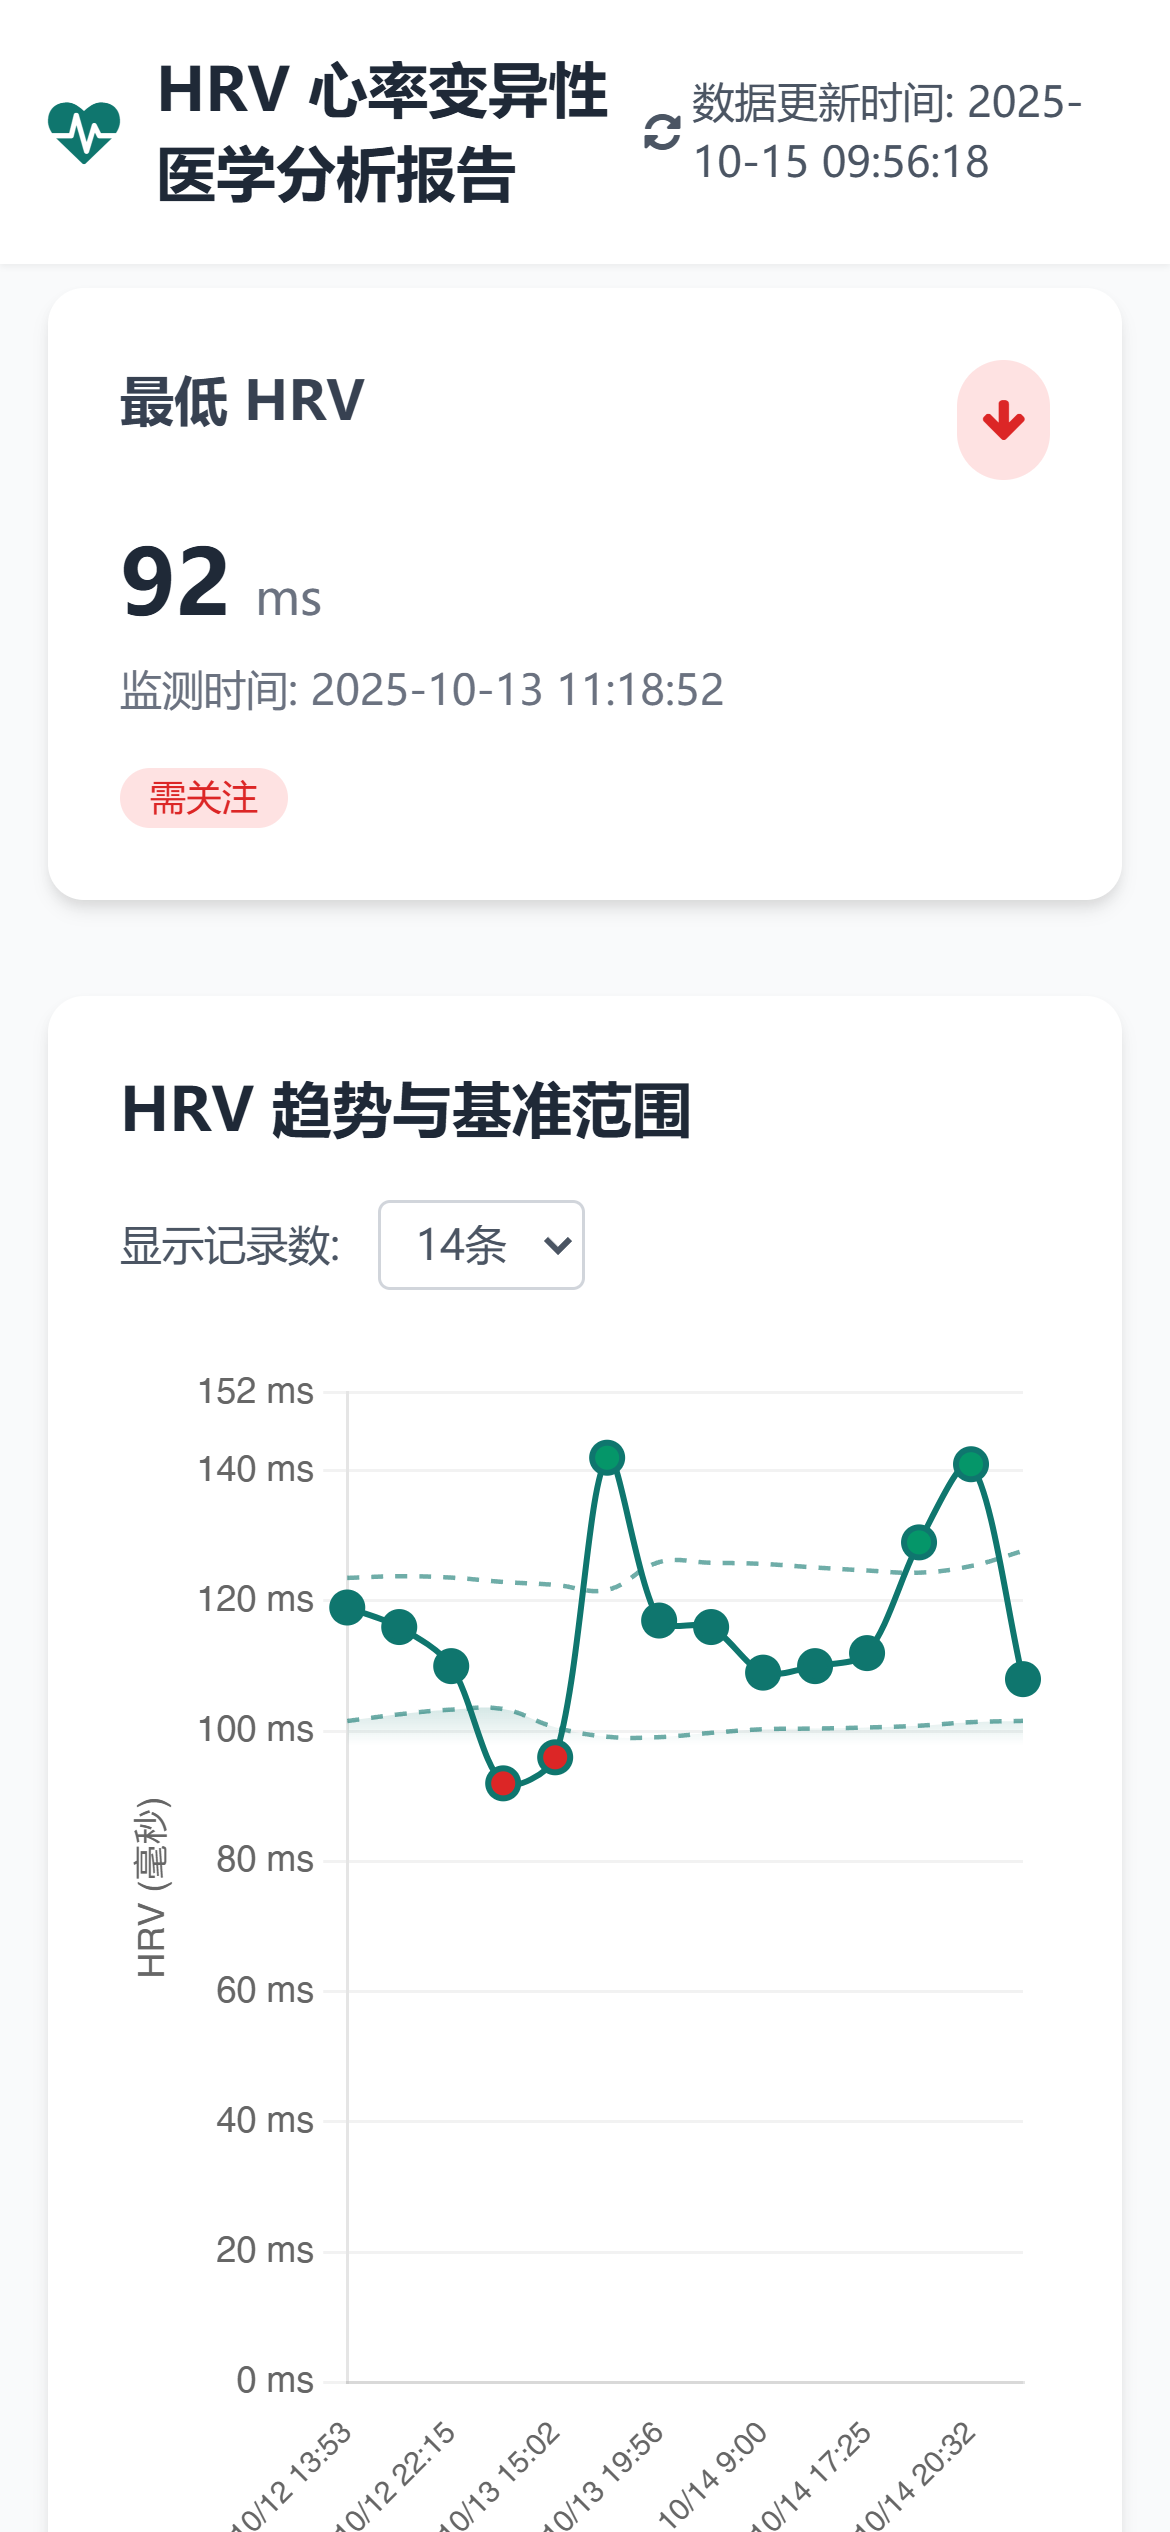 HRV 心率变异性
医学分析报告
数据更新时间: 2025-
10-15 09:56:18
最低 HRV
92 ms
监测时间: 2025-10-13 11:18:52
需关注
HRV 趋势与基准范围
显示记录数: 14条
152 ms
140 ms
120 ms
100 ms
80 ms
60 ms
40 ms
20 ms
0 ms
HRV (毫秒)
10/12 13:53
10/12 22:15
10/13 15:02
10/13 19:56
10/14 9:00
10/14 17:25
10/14 20:32